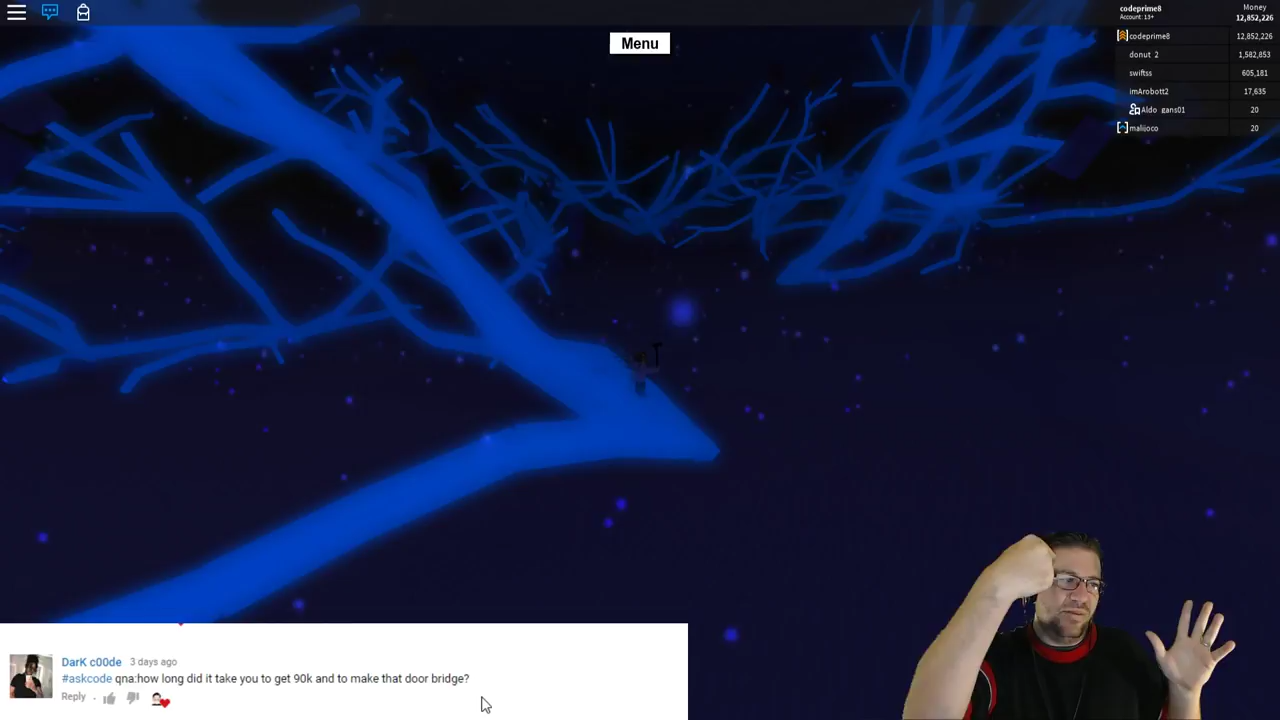 Menu
codeprime8 Money
Account: 13+ 12,852,226
codeprime8 12,852,226
donut_2 1,582,853
swiftss 605,181
imArobott2 17,635
Aldo_gans01 20
malijoco 20
DarK c00de 3 days ago
#askcode qna:how long did it take you to get 90k and to make that door bridge?
Reply